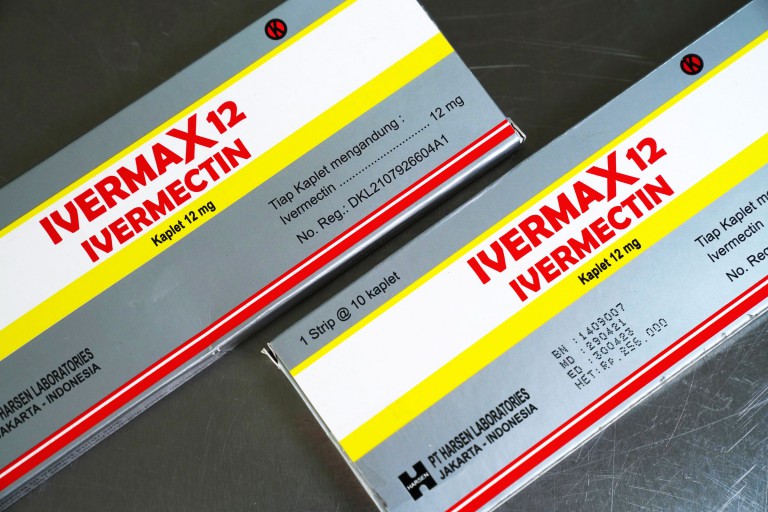 K
IVERMAX 12
IVERMECTIN
Kaplet 12 mg
Tiap Kaplet mengandung :
Ivermectin .............................. 12 mg
No. Reg.: DKL2107926604A1
HARSEN LABORATORIES
JAKARTA - INDONESIA
K
IVERMAX 12
IVERMECTIN
Kaplet 12 mg
1 Strip @ 10 kaplet
Tiap Kaplet
Ivermectin
No. Reg.:
BN : 1409007
MD : 290421
ED : 300423
HET: Rp. 256.000
H
HARSEN
PT HARSEN LABORATORIES
JAKARTA - INDONESIA